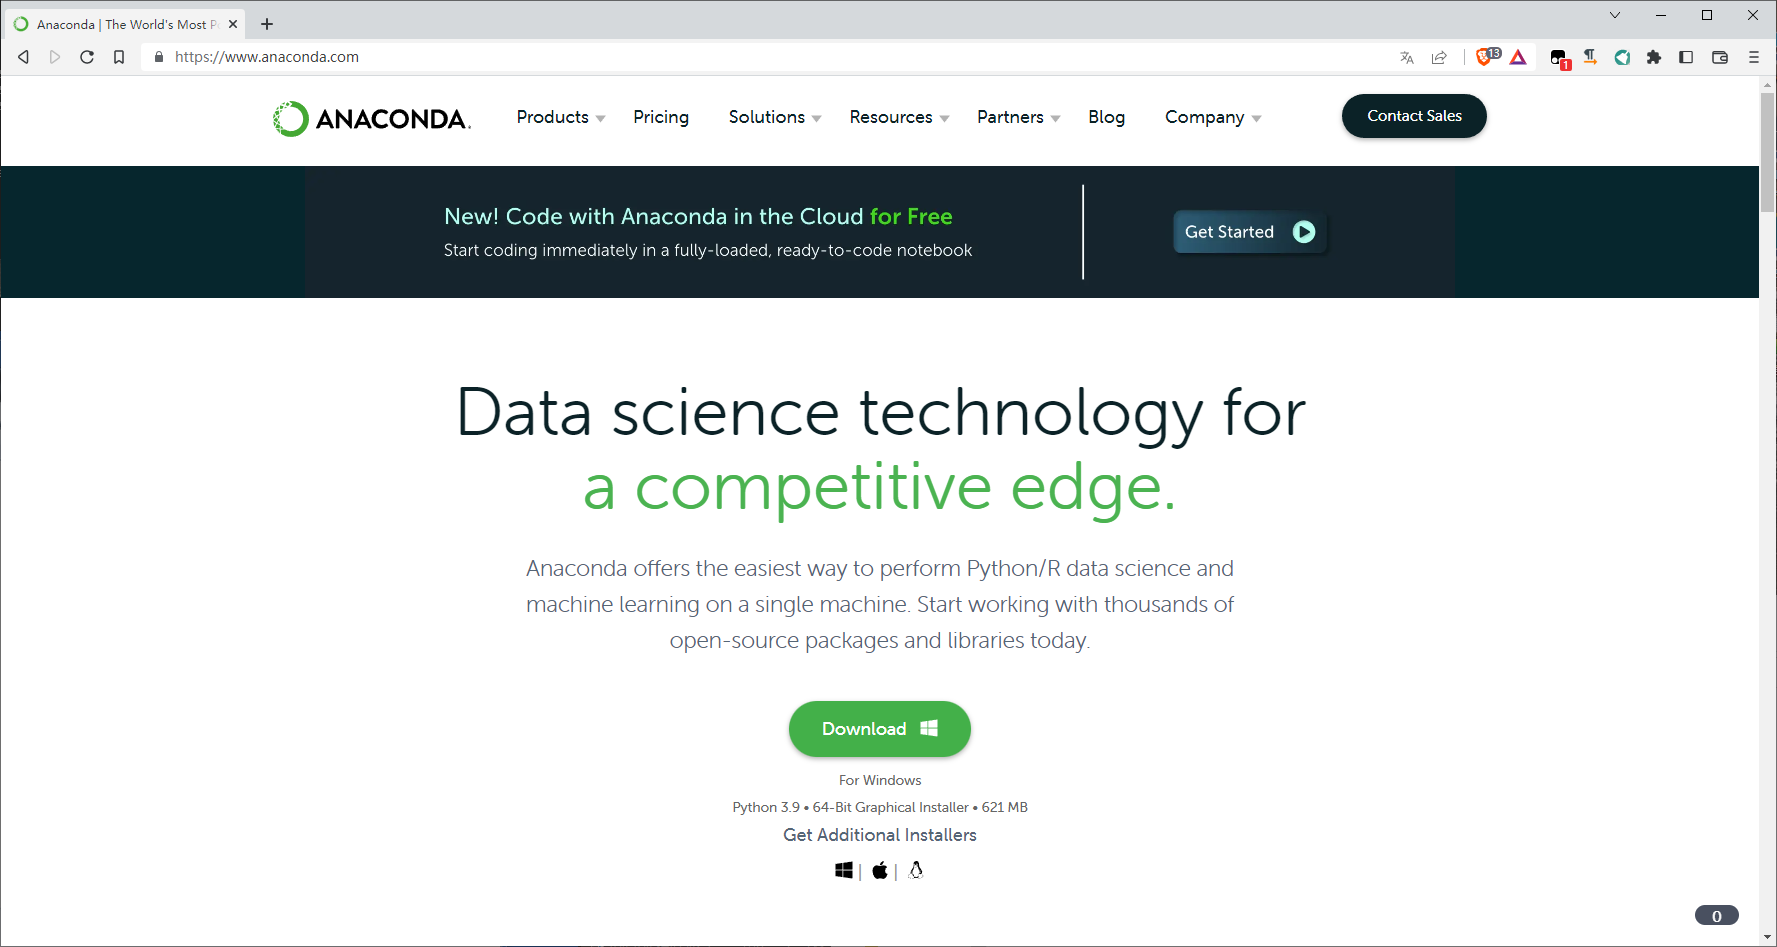 Anaconda | The World's Most P
https://www.anaconda.com
13
1
ANACONDA.
Products
Pricing
Solutions
Resources
Partners
Blog
Company
Contact Sales
New! Code with Anaconda in the Cloud for Free
Start coding immediately in a fully-loaded, ready-to-code notebook
Get Started
Data science technology for
a competitive edge.
Anaconda offers the easiest way to perform Python/R data science and
machine learning on a single machine. Start working with thousands of
open-source packages and libraries today.
Download
For Windows
Python 3.9 • 64-Bit Graphical Installer • 621 MB
Get Additional Installers
| |
0